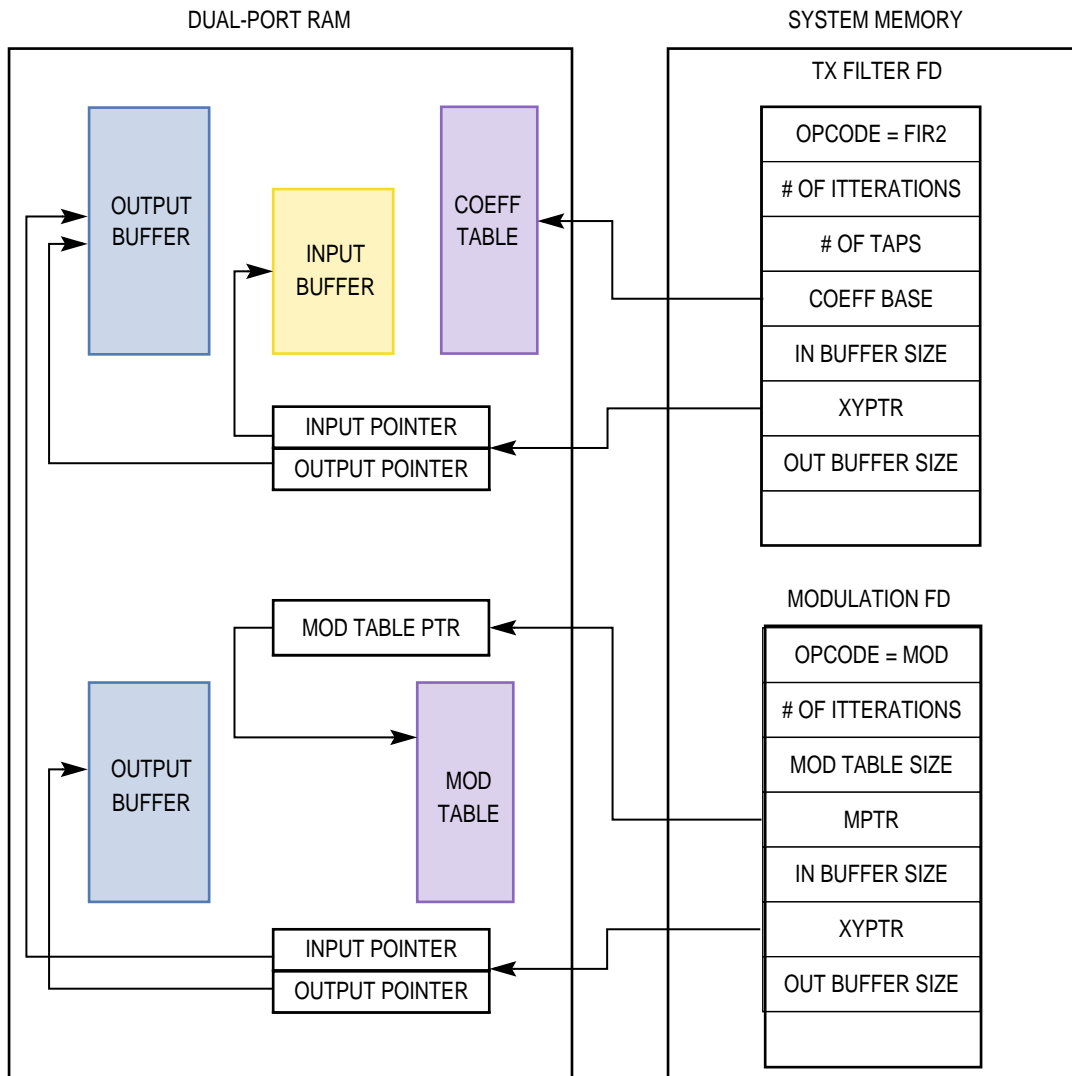 DUAL-PORT RAM
SYSTEM MEMORY
TX FILTER FD
OUTPUT
BUFFER
INPUT
BUFFER
COEFF
TABLE
INPUT POINTER
OUTPUT POINTER
OPCODE = FIR2
# OF ITTERATIONS
# OF TAPS
COEFF BASE
IN BUFFER SIZE
XYPTR
OUT BUFFER SIZE
MOD TABLE PTR
OUTPUT
BUFFER
MOD
TABLE
INPUT POINTER
OUTPUT POINTER
MODULATION FD
OPCODE = MOD
# OF ITTERATIONS
MOD TABLE SIZE
MPTR
IN BUFFER SIZE
XYPTR
OUT BUFFER SIZE